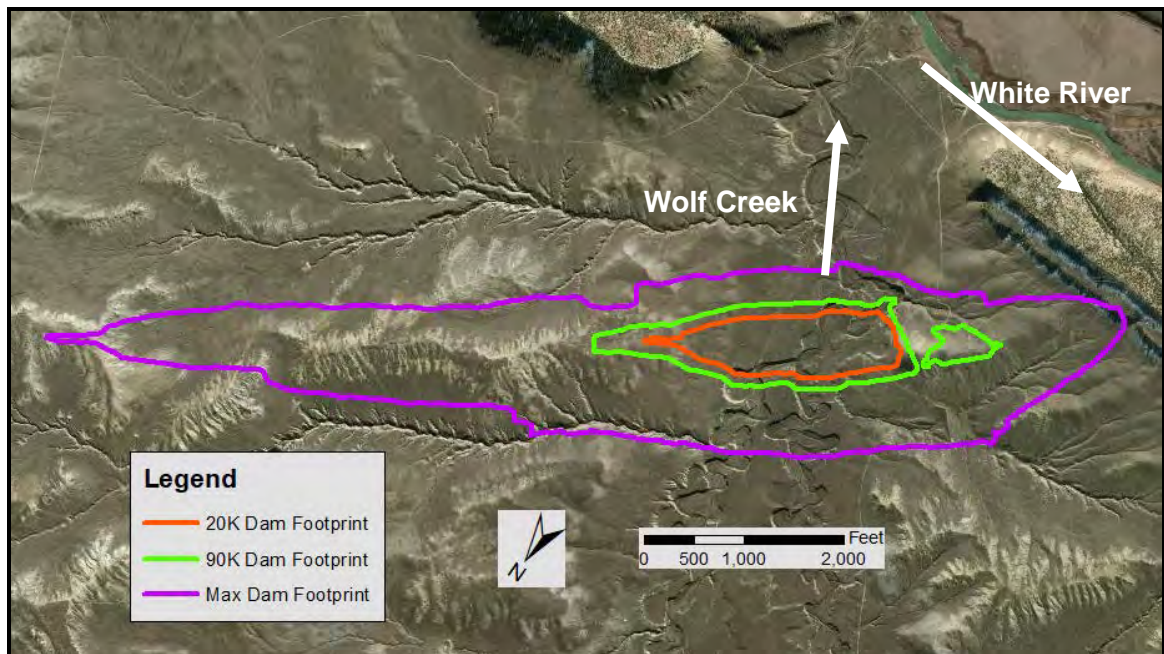 White River
Wolf Creek
Legend
20K Dam Footprint
90K Dam Footprint
Max Dam Footprint
N
Feet
0 500 1,000 2,000